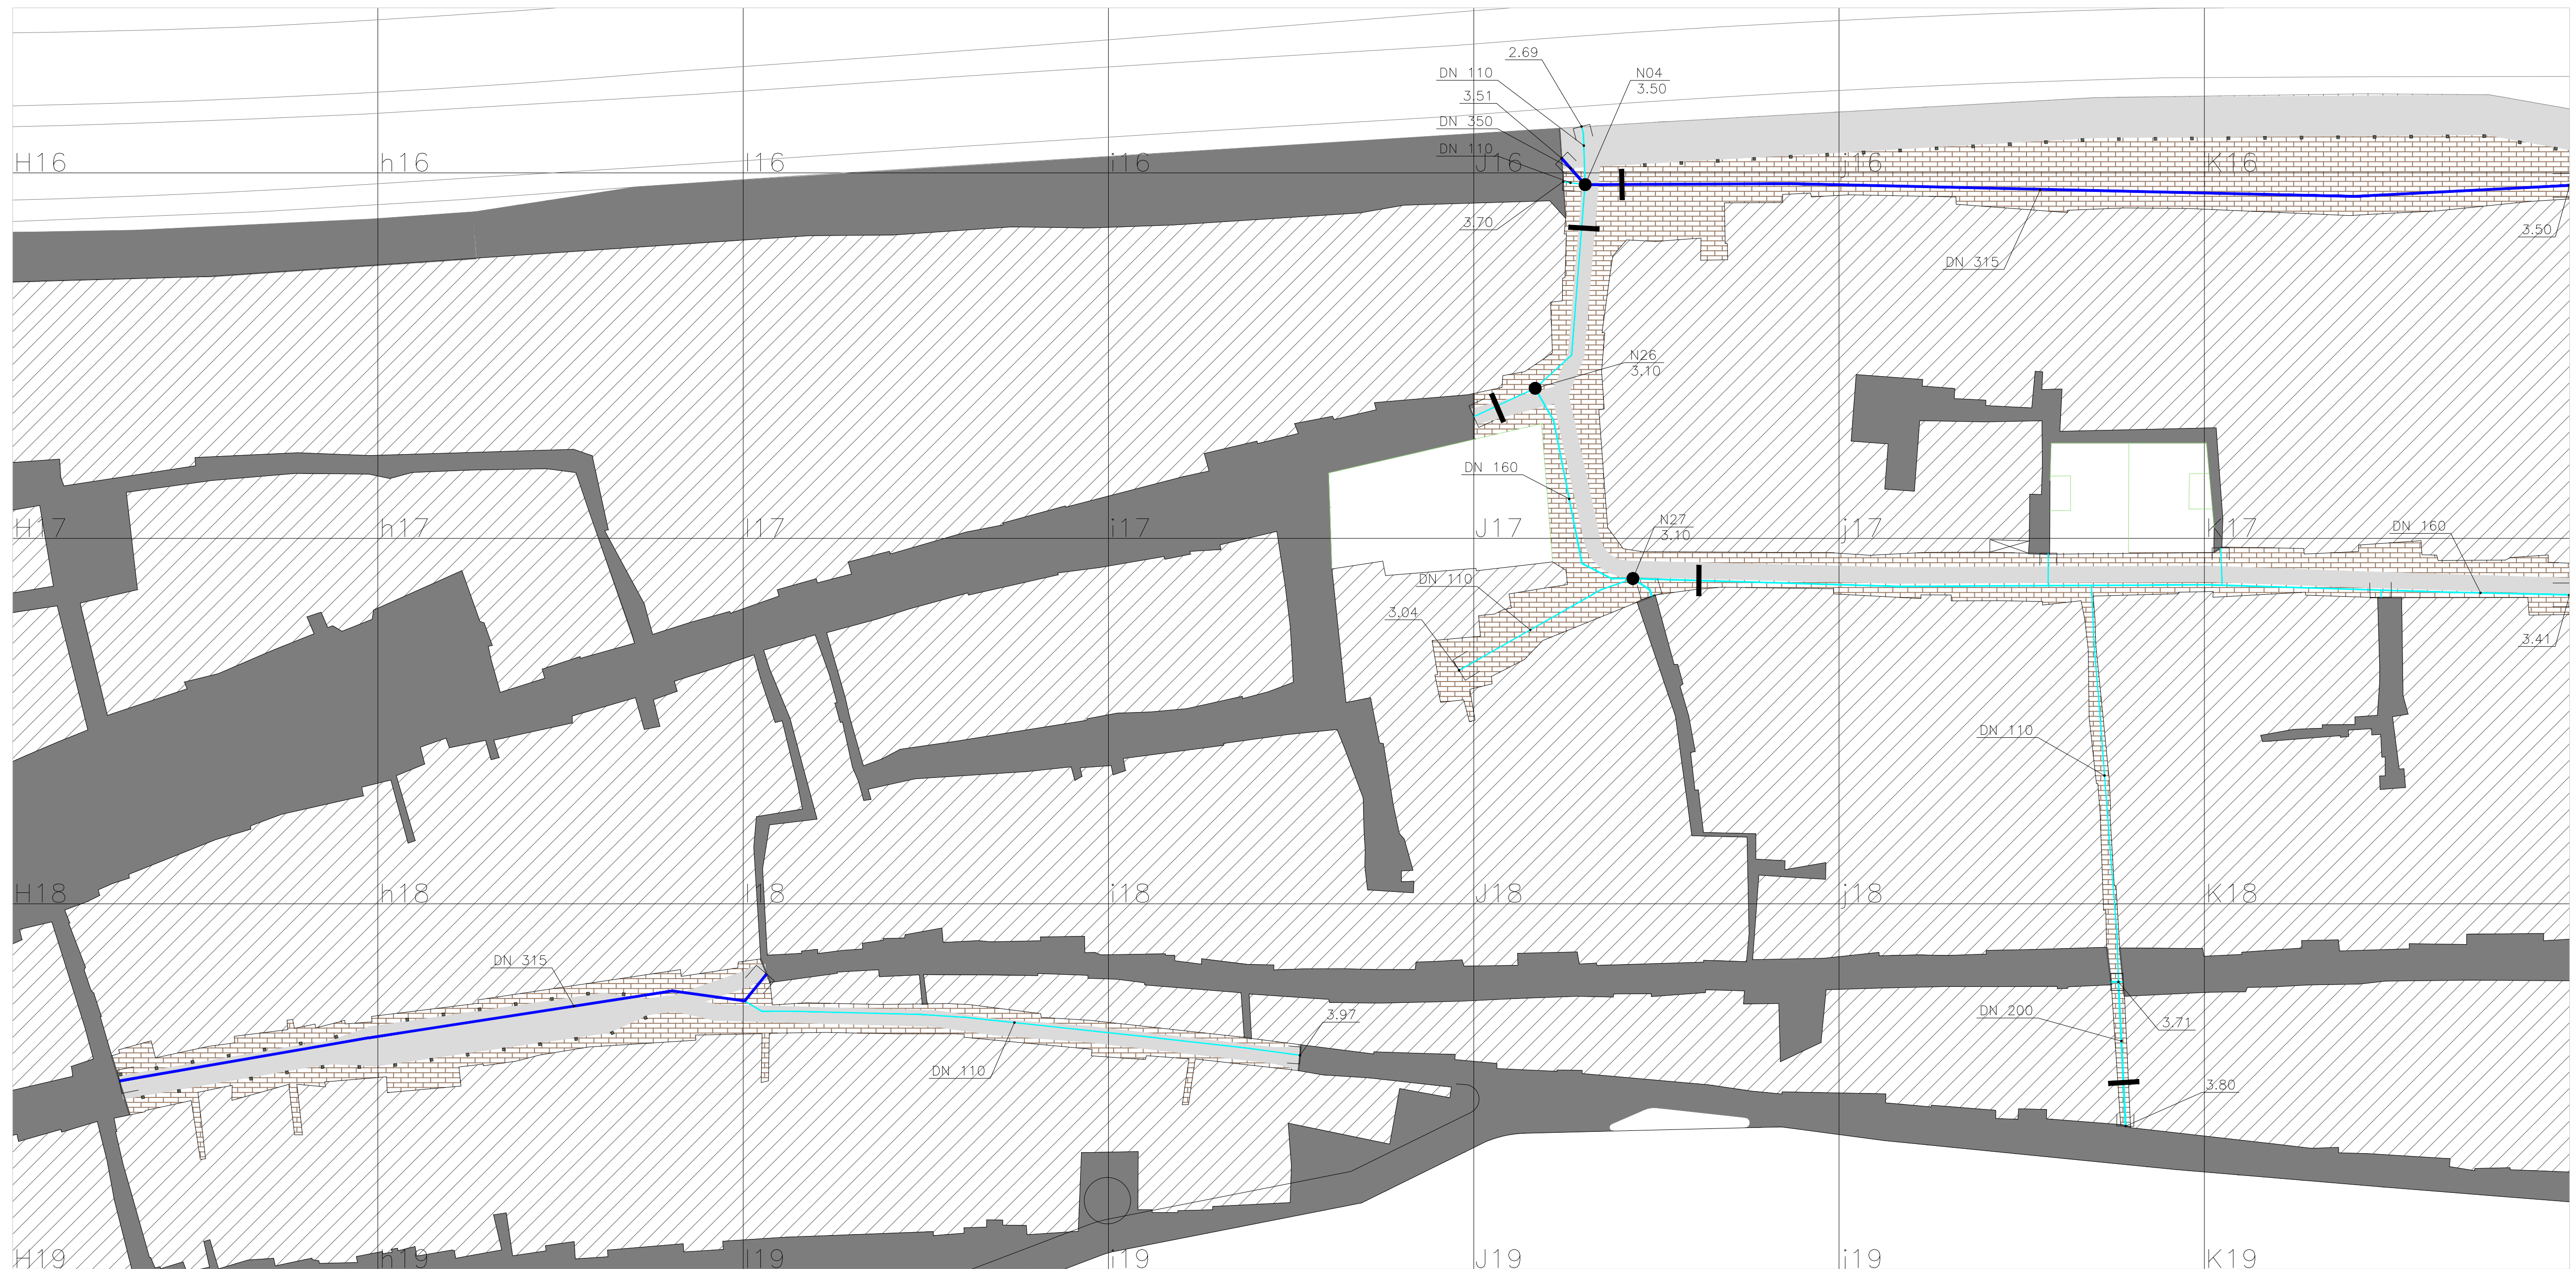 2.69
DN 110
N04
3.50
3.51
DN 350
DN 110
H16
h16
I16
i16
J16
j16
K16
3.70
3.50
DN 315
N26
3.10
DN 160
H17
h17
I17
i17
J17
N27
3.10
j17
K17
DN 160
DN 110
3.04
3.41
DN 110
H18
h18
I18
i18
J18
j18
K18
DN 315
3.97
DN 200
3.71
DN 110
3.80
H19
h19
I19
i19
J19
j19
K19